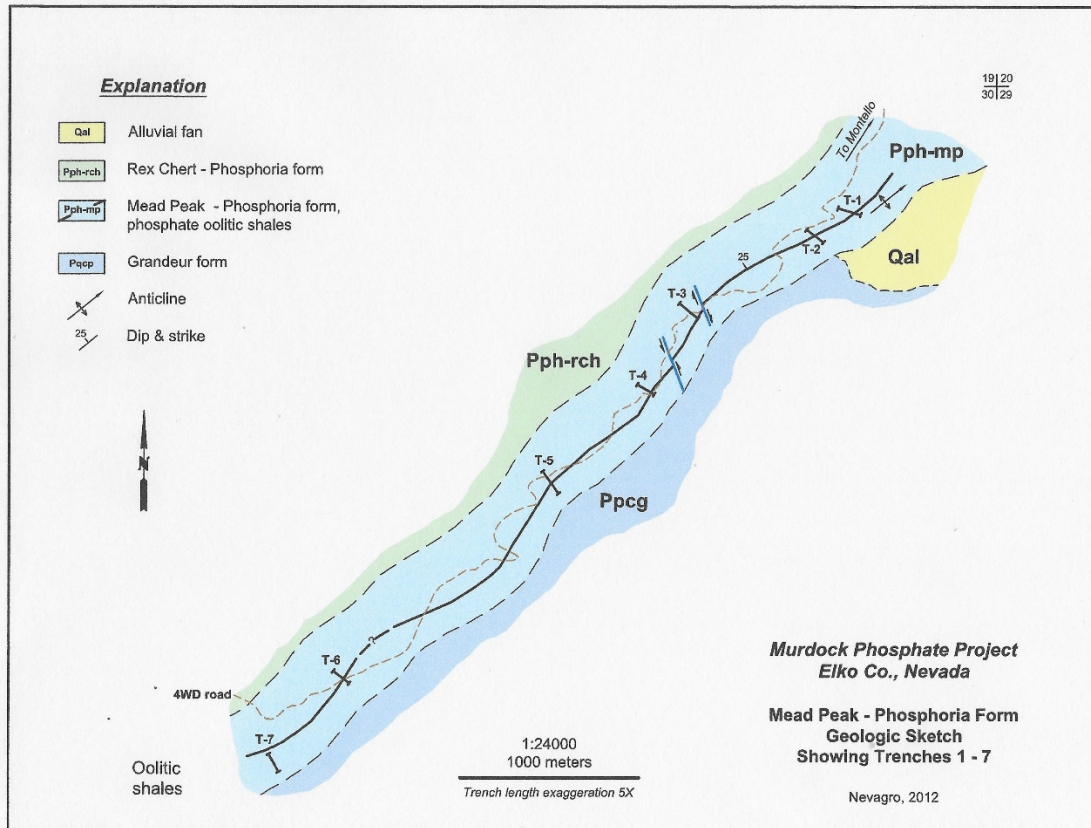 Explanation
Qal Alluvial fan
Pph-rch Rex Chert - Phosphoria form
Pph-mp Mead Peak - Phosphoria form,
phosphate oolitic shales
Pqcp Grandeur form
Anticline
25 Dip & strike
N
19 20
30 29
To Montello
Pph-mp
T-1
T-2
Qal
25
T-3
Pph-rch
T-4
T-5
Ppcg
?
T-6
4WD road
T-7
Oolitic
shales
1:24000
1000 meters
Trench length exaggeration 5X
Murdock Phosphate Project
Elko Co., Nevada
Mead Peak - Phosphoria Form
Geologic Sketch
Showing Trenches 1 - 7
Nevagro, 2012